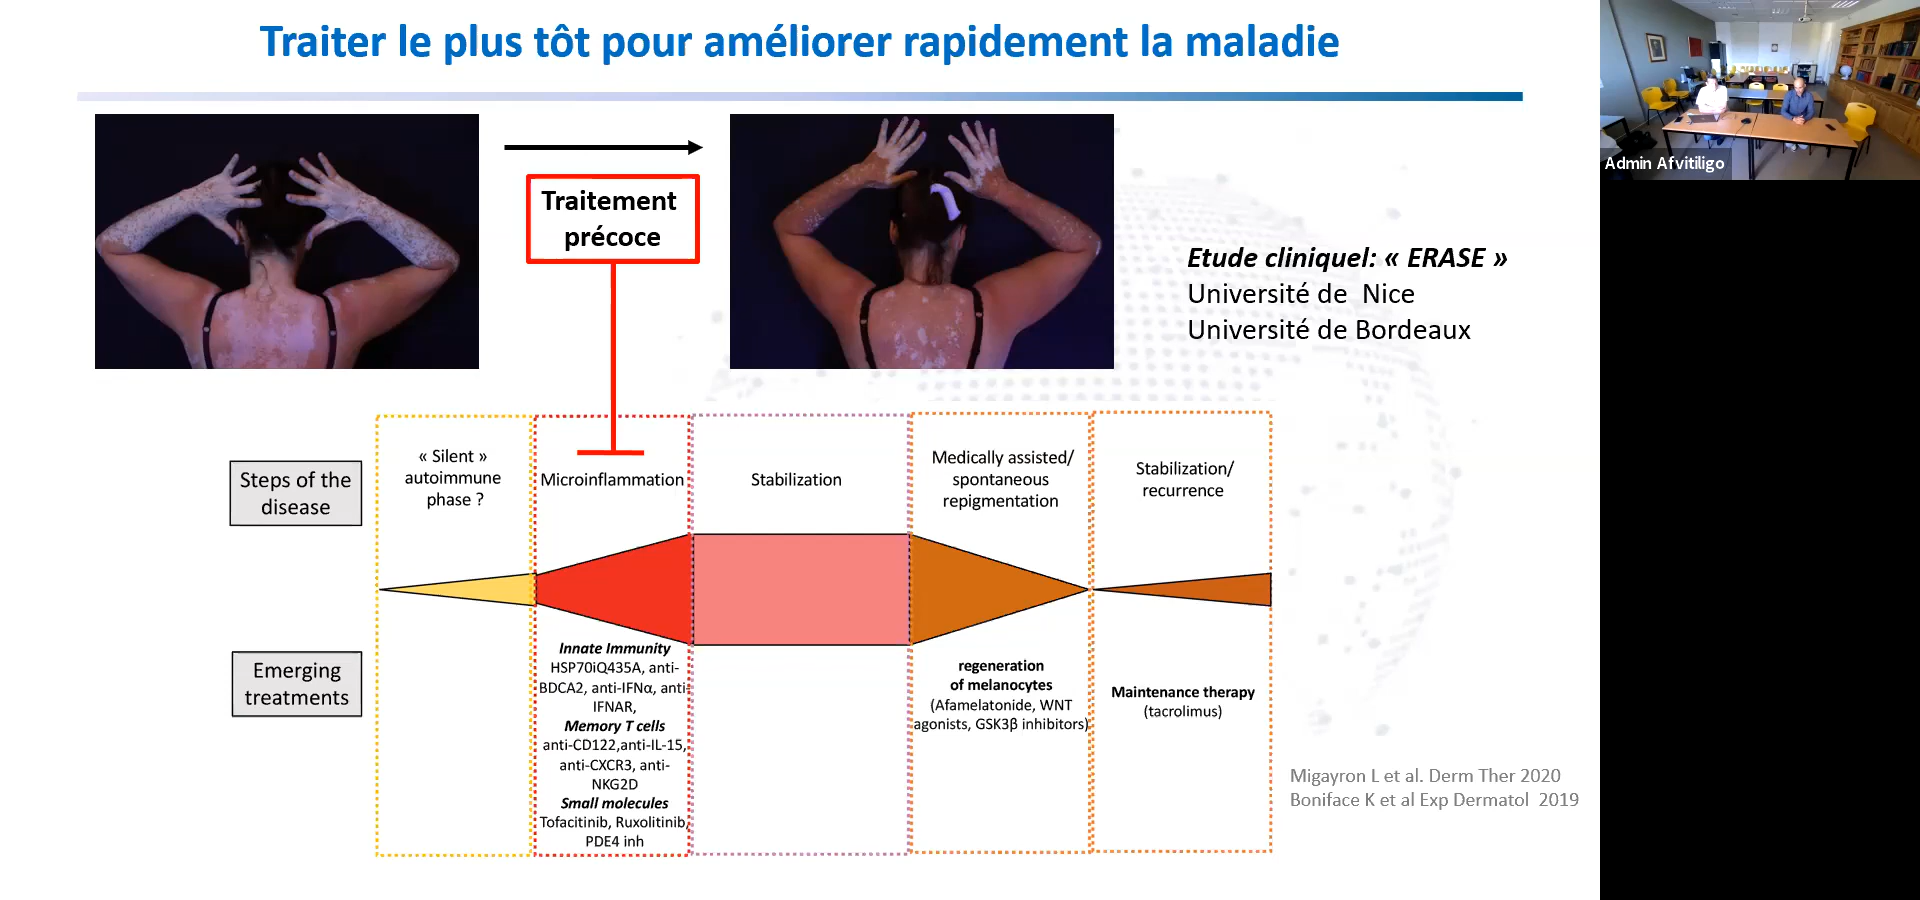 Traiter le plus tôt pour améliorer rapidement la maladie
Admin Afvitiligo
Traitement
précoce
Etude cliniquel: « ERASE »
Université de  Nice
Université de Bordeaux
Steps of the
disease
« Silent »
autoimmune
phase ?
Microinflammation
Stabilization
Medically assisted/
spontaneous
repigmentation
Stabilization/
recurrence
Emerging
treatments
Innate Immunity
HSP70iQ435A, anti-
BDCA2, anti-IFNα, anti-
IFNAR,
Memory T cells
anti-CD122,anti-IL-15,
anti-CXCR3, anti-
NKG2D
Small molecules
Tofacitinib, Ruxolitinib,
PDE4 inh
regeneration
of melanocytes
(Afamelatonide, WNT
agonists, GSK3β inhibitors)
Maintenance therapy
(tacrolimus)
Migayron L et al. Derm Ther 2020
Boniface K et al Exp Dermatol  2019